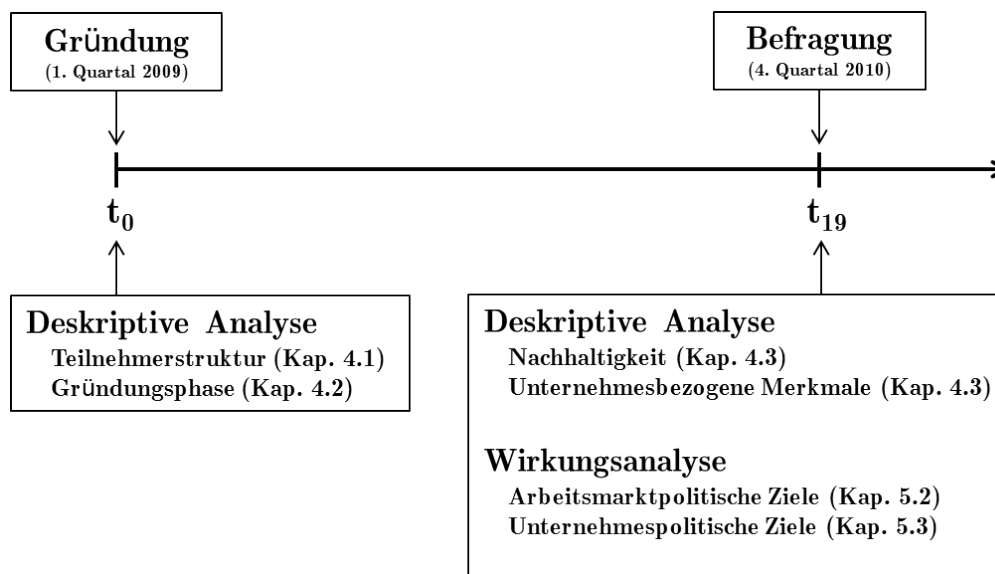 Gründung
(1. Quartal 2009)
Befragung
(4. Quartal 2010)
t0
t19
Deskriptive Analyse
Teilnehmerstruktur (Kap. 4.1)
Gründungsphase (Kap. 4.2)
Deskriptive Analyse
Nachhaltigkeit (Kap. 4.3)
Unternehmesbezogene Merkmale (Kap. 4.3)
Wirkungsanalyse
Arbeitsmarktpolitische Ziele (Kap. 5.2)
Unternehmespolitische Ziele (Kap. 5.3)